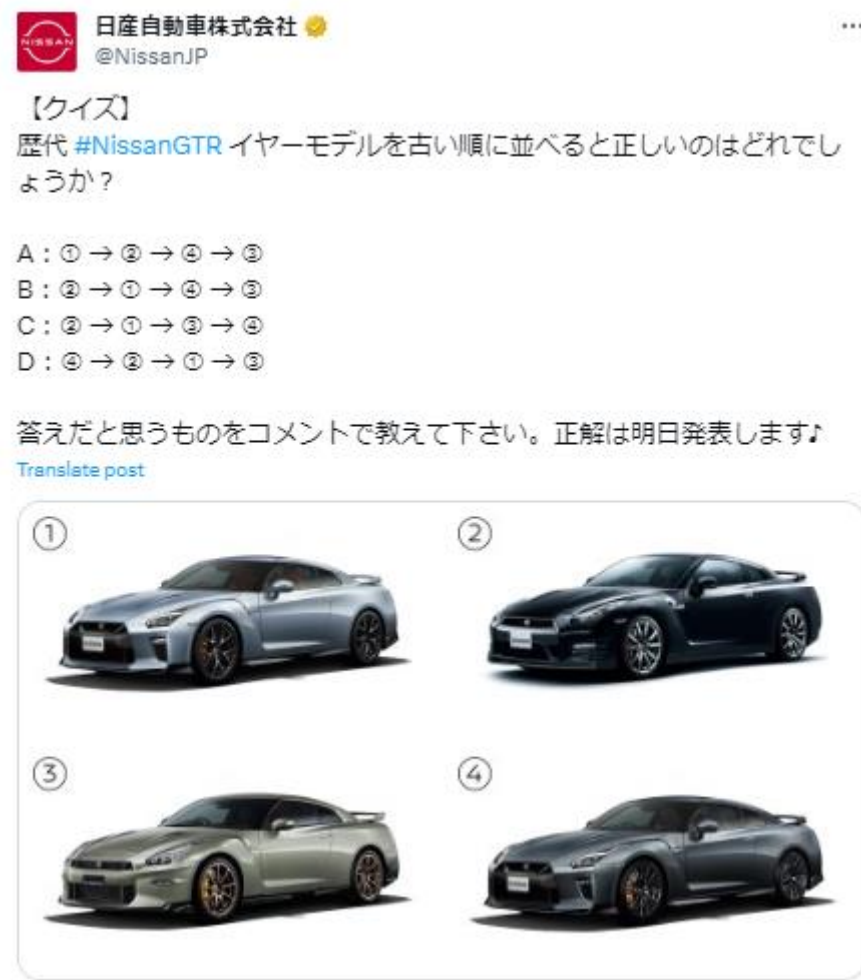 NISSAN
日産自動車株式会社
@NissanJP
【クイズ】
歴代 #NissanGTR イヤーモデルを古い順に並べると正しいのはどれでし
ょうか？
A：① → ② → ④ → ③
B：② → ① → ④ → ③
C：② → ① → ③ → ④
D：④ → ② → ① → ③
答えだと思うものをコメントで教えて下さい。正解は明日発表します♪
Translate post
① ②
③ ④